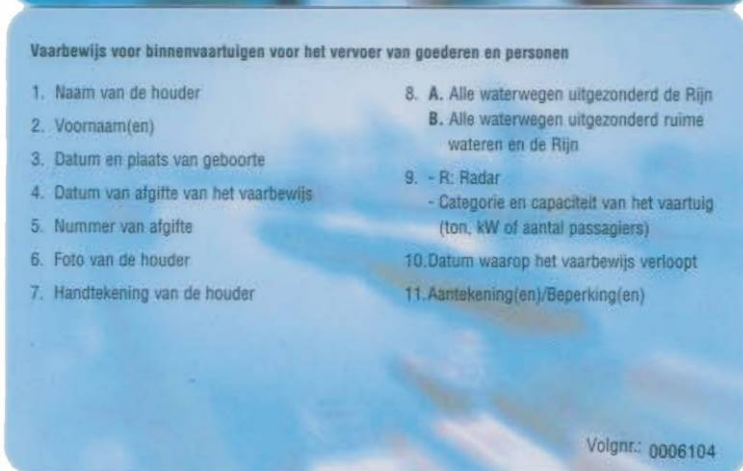 Vaarbewijs voor binnenvaartuigen voor het vervoer van goederen en personen
1. Naam van de houder
2. Voornaam(en)
3. Datum en plaats van geboorte
4. Datum van afgifte van het vaarbewijs
5. Nummer van afgifte
6. Foto van de houder
7. Handtekening van de houder
8. A. Alle waterwegen uitgezonderd de Rijn
B. Alle waterwegen uitgezonderd ruime
wateren en de Rijn
9. - R: Radar
- Categorie en capaciteit van het vaartuig
(ton, kW of aantal passagiers)
10.Datum waarop het vaarbewijs verloopt
11.Aantekening(en)/Beperking(en)
Volgnr.: 0006104